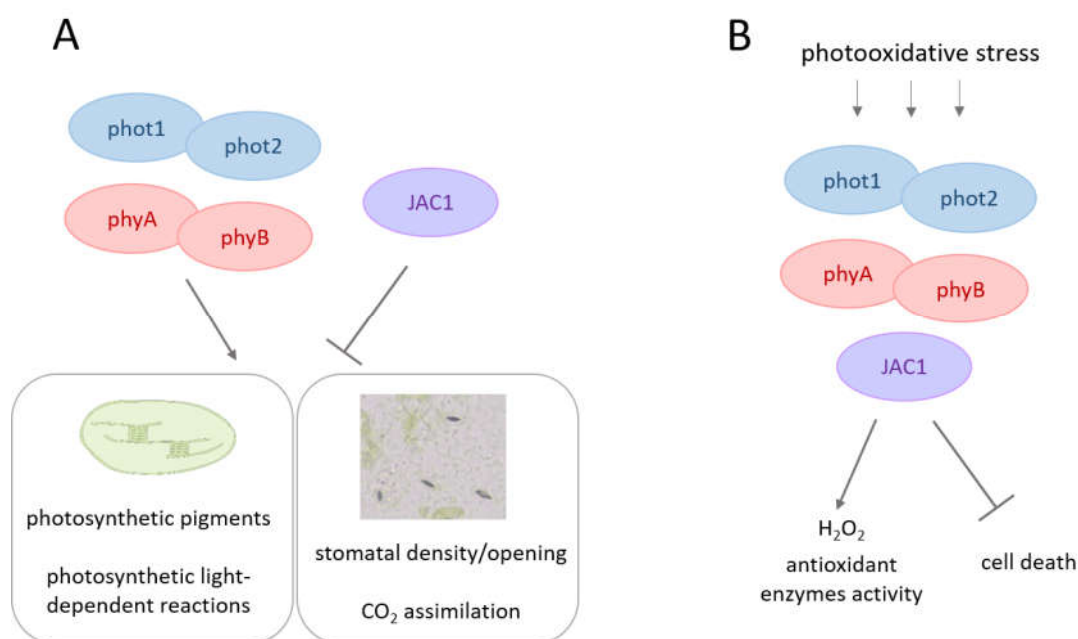 A
phot1
phot2
phyA
phyB
JAC1
photosynthetic pigments
photosynthetic light-
dependent reactions
stomatal density/opening
CO₂ assimilation
B
photooxidative stress
phot1
phot2
phyA
phyB
JAC1
H₂O₂
antioxidant
enzymes activity
cell death